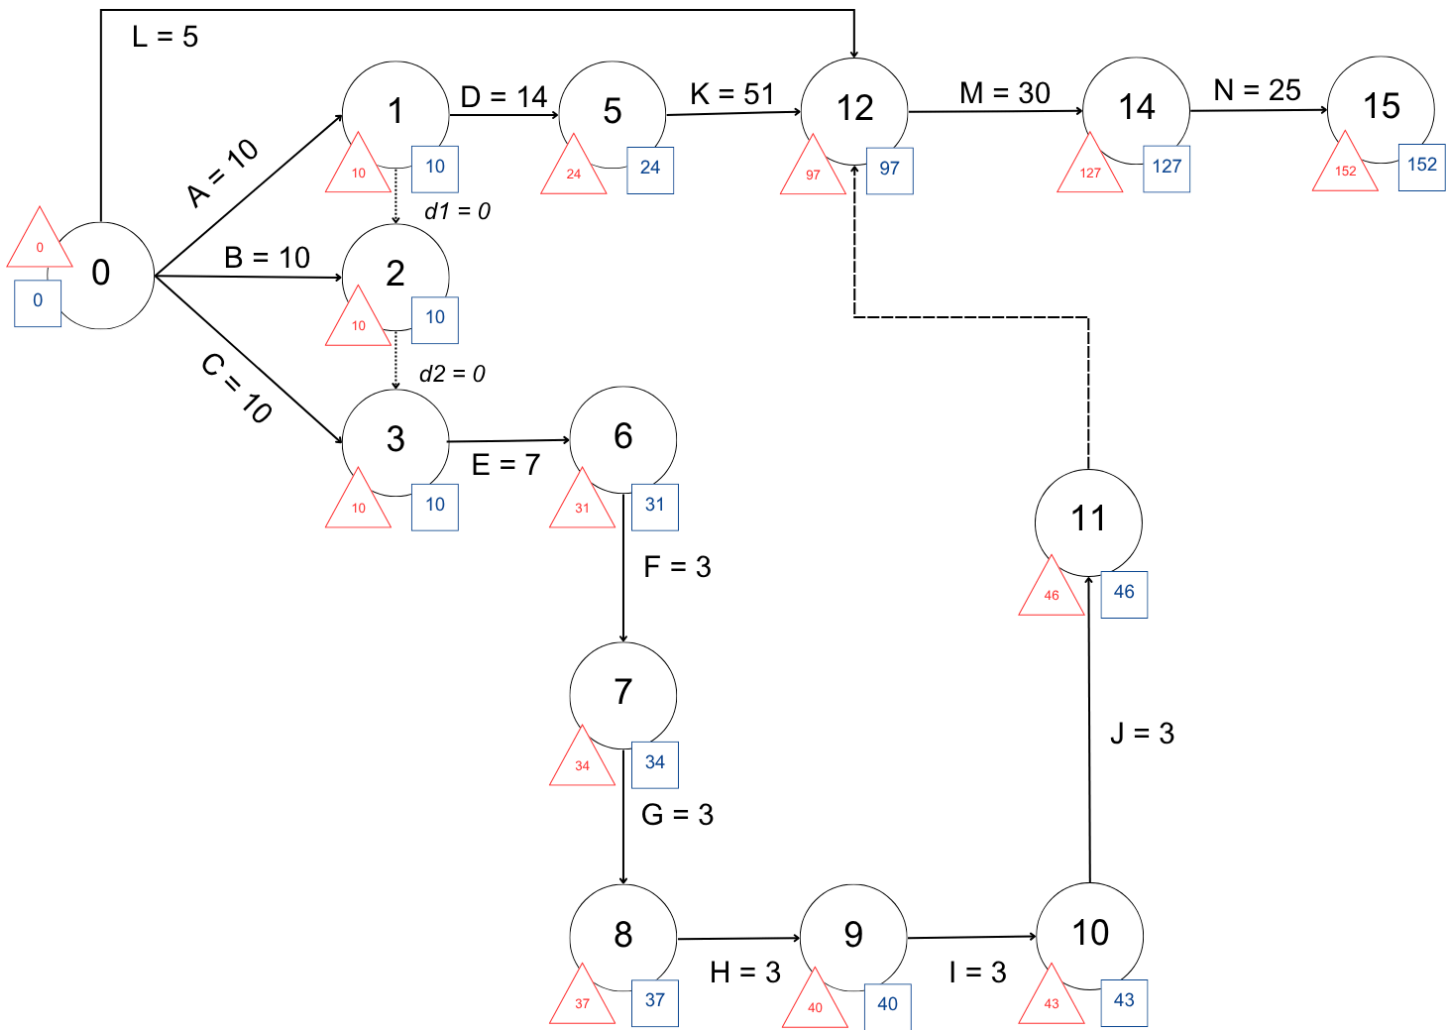 L = 5
1
D = 14
5
K = 51
12
M = 30
14
N = 25
15
10
10
24
24
97
97
127
127
152
152
A = 10
d1 = 0
0
0
0
B = 10
2
10
10
C = 10
d2 = 0
3
E = 7
6
10
10
31
31
F = 3
11
46
46
7
34
34
J = 3
G = 3
8
H = 3
9
I = 3
10
37
37
40
40
43
43